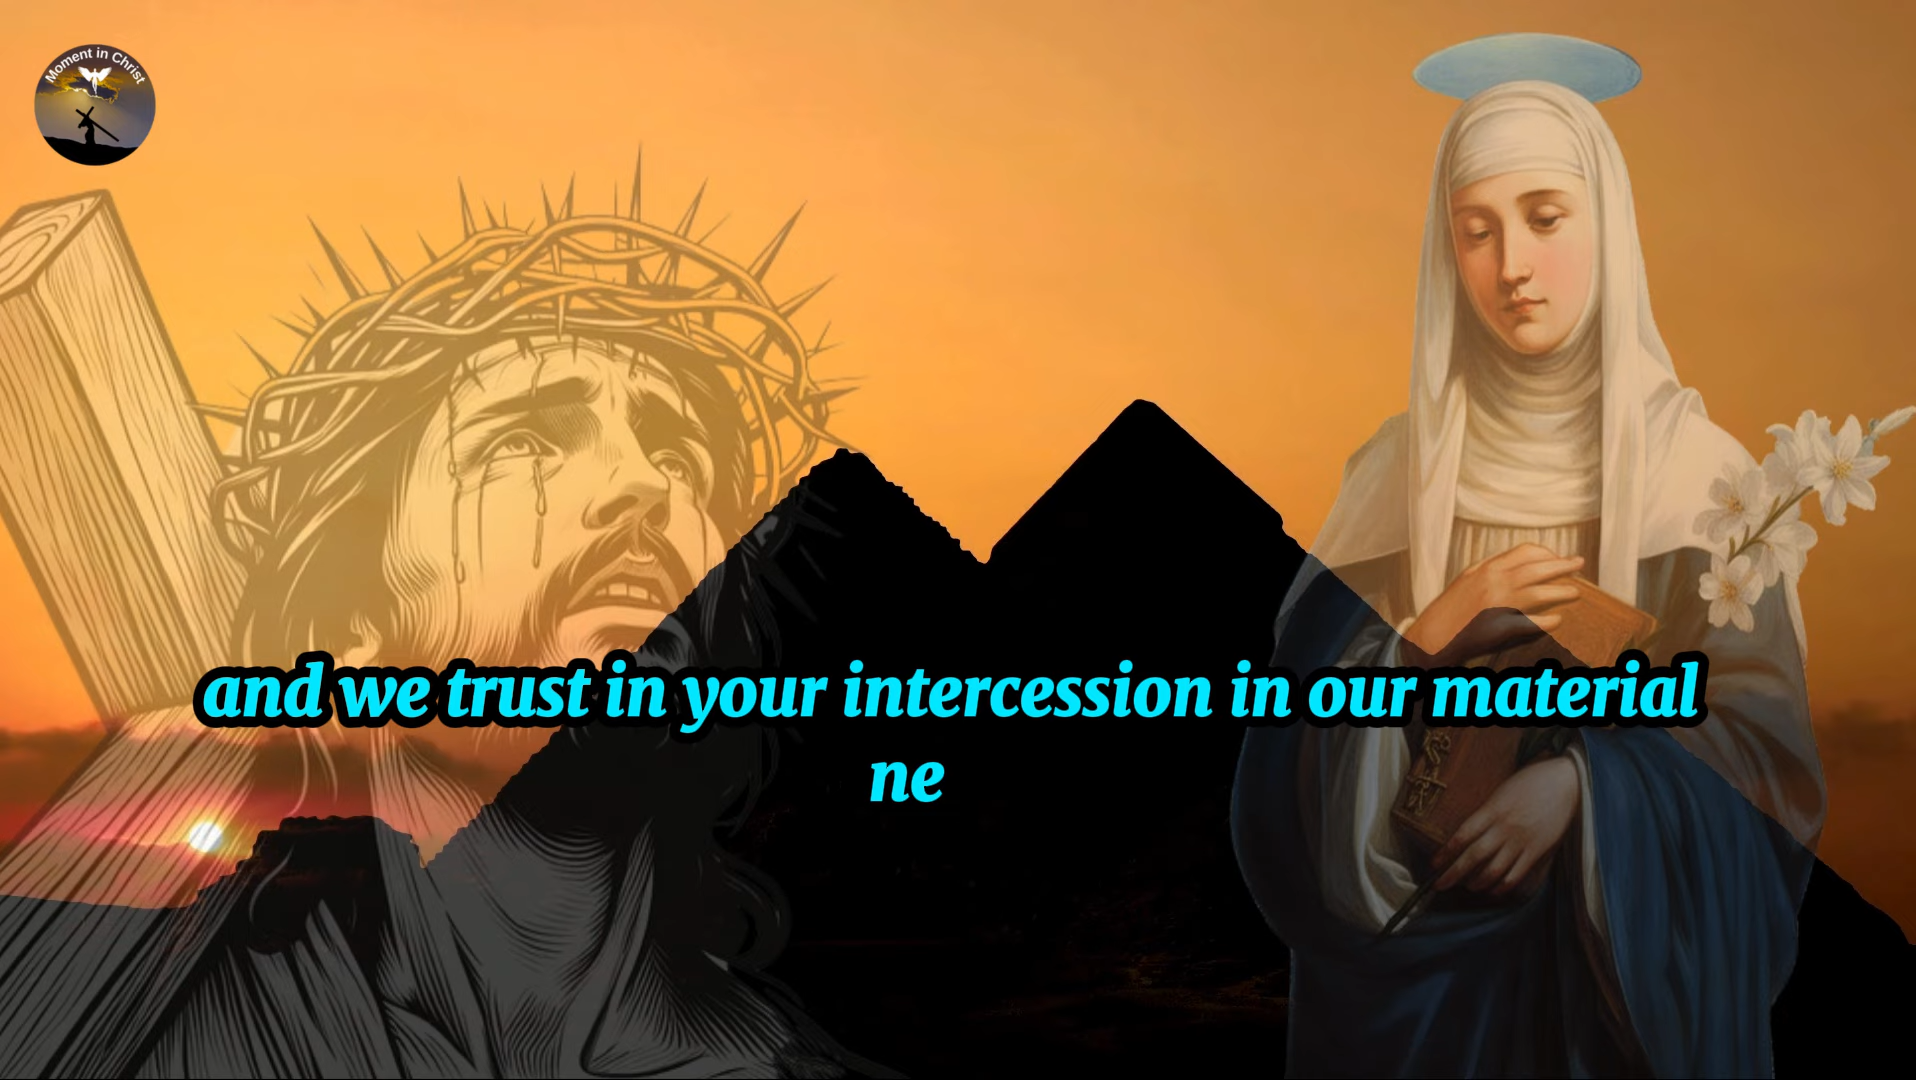 Moment in Christ
and we trust in your intercession in our material
ne